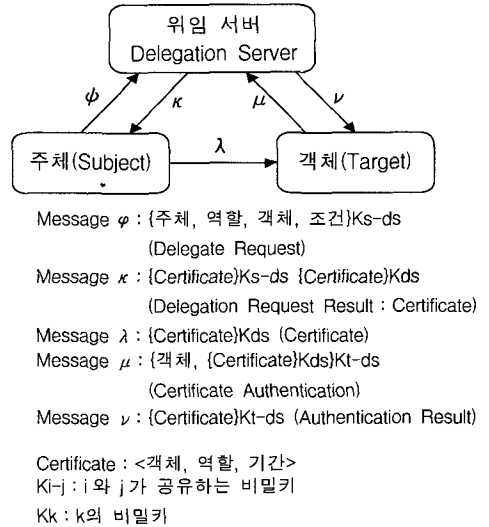 위임 서버
Delegation Server
ψ
κ
μ
ν
주체(Subject)
λ
객체(Target)
Message φ : {주체, 역할, 객체, 조건}Ks-ds
(Delegate Request)
Message κ : {Certificate}Ks-ds {Certificate}Kds
(Delegation Request Result : Certificate)
Message λ : {Certificate}Kds (Certificate)
Message μ : {객체, {Certificate}Kds}Kt-ds
(Certificate Authentication)
Message ν : {Certificate}Kt-ds (Authentication Result)
Certificate : <객체, 역할, 기간>
Ki-j : i 와 j 가 공유하는 비밀키
Kk : k의 비밀키